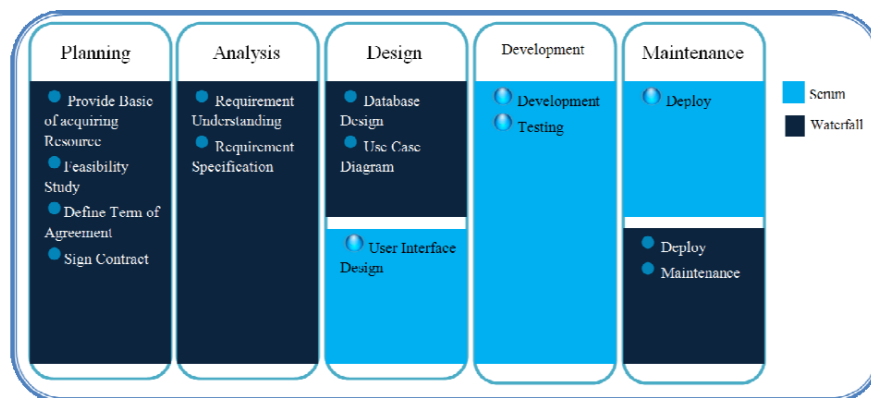 Planning
Provide Basic
of acquiring
Resource
Feasibility
Study
Define Term of
Agreement
Sign Contract
Analysis
Requirement
Understanding
Requirement
Specification
Design
Database
Design
Use Case
Diagram
User Interface
Design
Development
Development
Testing
Maintenance
Deploy
Deploy
Maintenance
Scrum
Waterfall